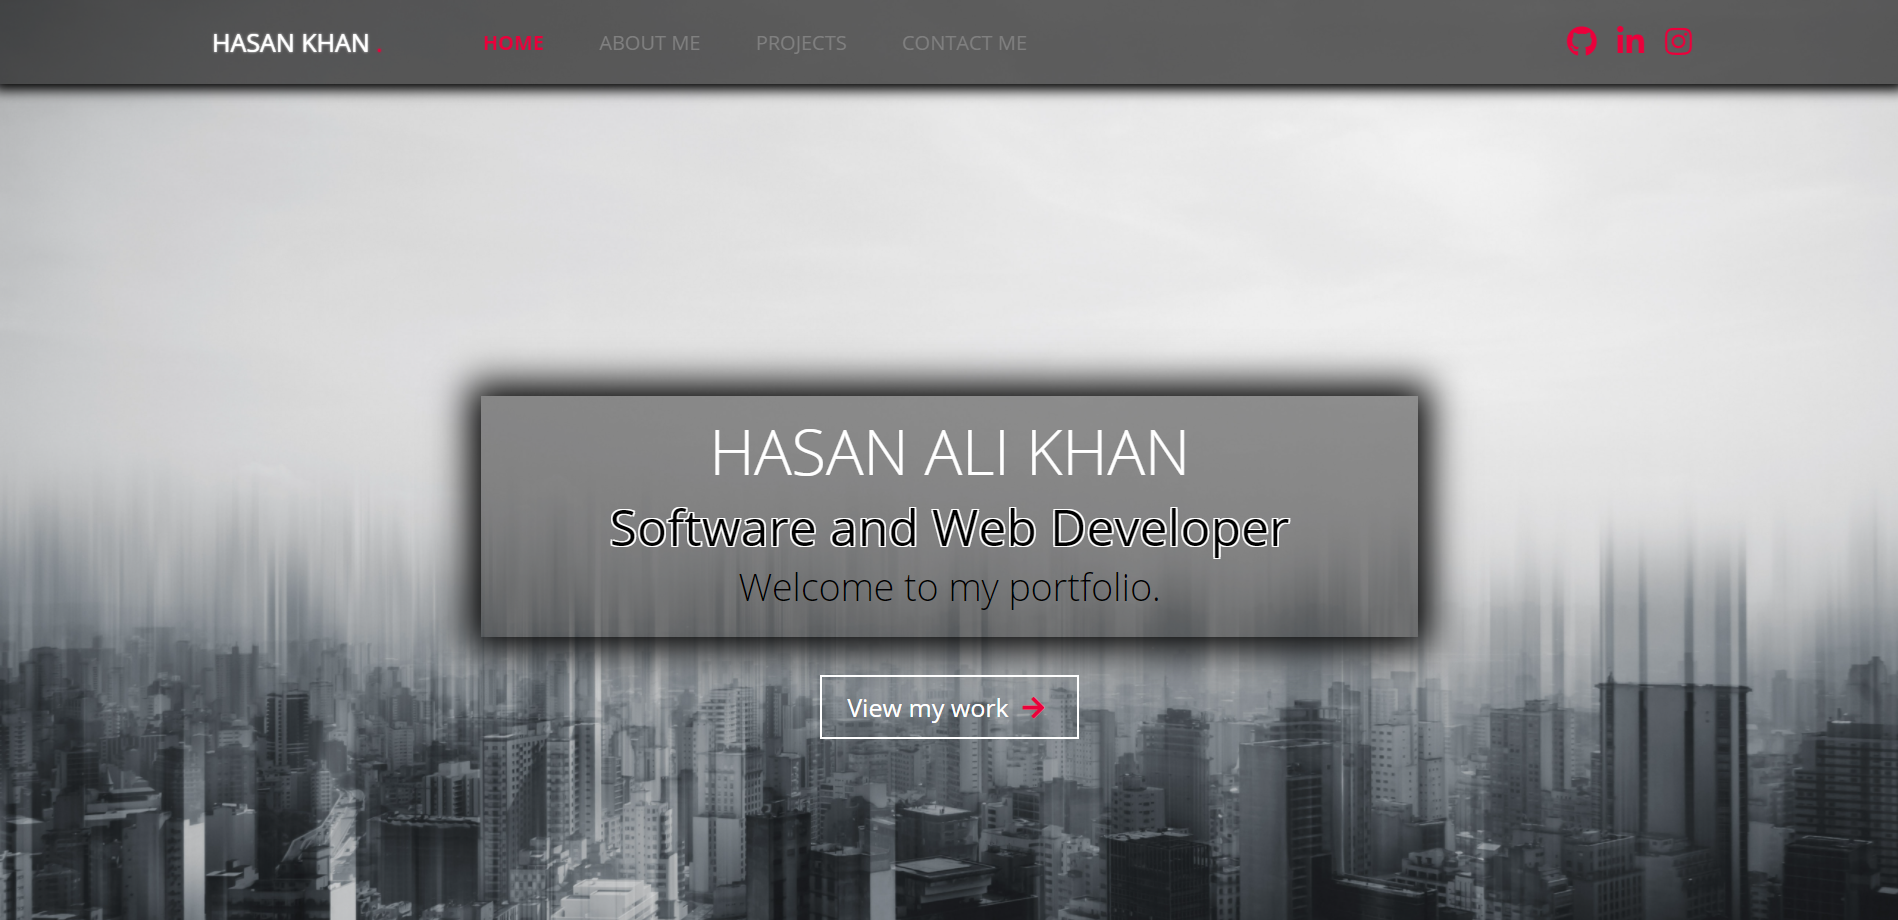 HASAN KHAN .
HOME
ABOUT ME
PROJECTS
CONTACT ME
HASAN ALI KHAN
Software and Web Developer
Welcome to my portfolio.
View my work